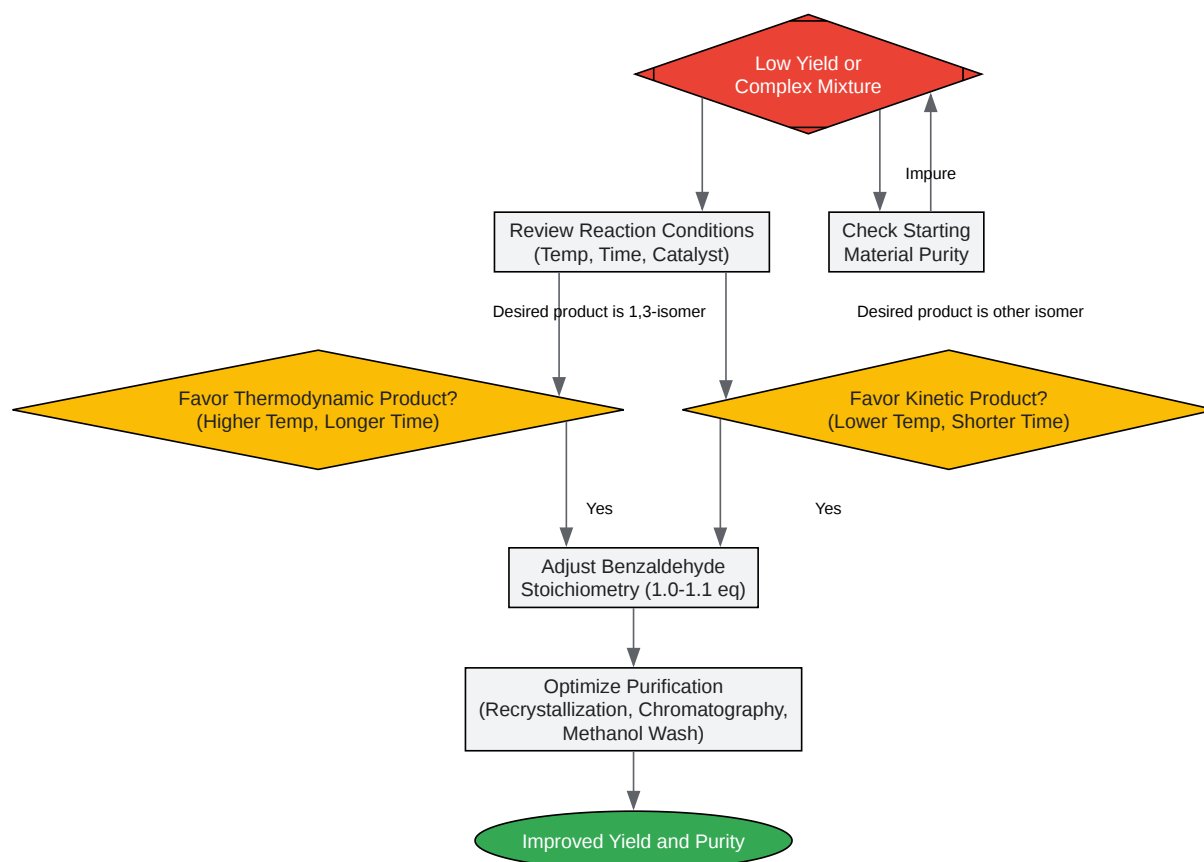 Low Yield or
Complex Mixture
Impure
Review Reaction Conditions
(Temp, Time, Catalyst)
Check Starting
Material Purity
Desired product is 1,3-isomer
Desired product is other isomer
Favor Thermodynamic Product?
(Higher Temp, Longer Time)
Favor Kinetic Product?
(Lower Temp, Shorter Time)
Yes
Yes
Adjust Benzaldehyde
Stoichiometry (1.0-1.1 eq)
Optimize Purification
(Recrystallization, Chromatography,
Methanol Wash)
Improved Yield and Purity